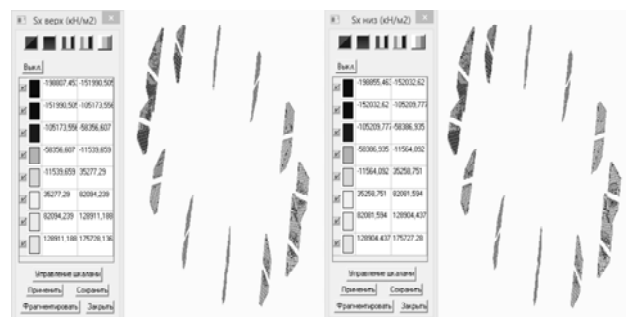 Sx верх (кН/м2)
Выкл.
-198807,453 -151990,505
-151990,505 -105173,556
-105173,556 -58356,607
-58356,607 -11539,659
-11539,659 35277,29
35277,29 82094,239
82094,239 128911,188
128911,188 175728,136
Управление шкалами
Применить Сохранить
Фрагментировать Закрыть
Sx низ (кН/м2)
Выкл.
-198855,463 -152032,62
-152032,62 -105209,777
-105209,777 -58386,935
-58386,935 -11564,092
-11564,092 35258,751
35258,751 82081,594
82081,594 128904,437
128904,437 175727,28
Управление шкалами
Применить Сохранить
Фрагментировать Закрыть